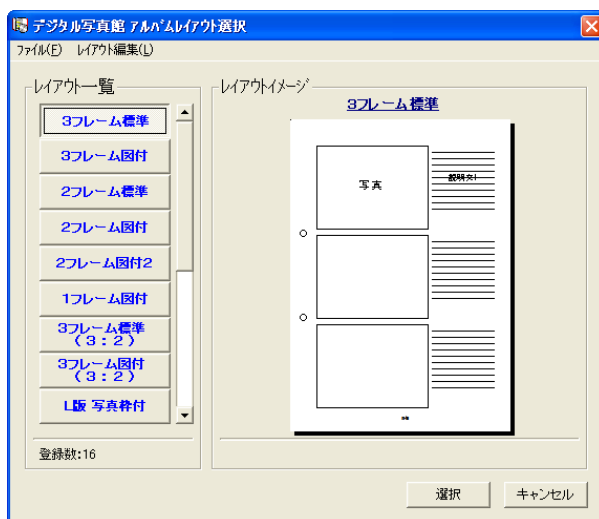 デジタル写真館 アルバムレイアウト選択
ファイル(F) レイアウト編集(L)
レイアウト一覧
3フレーム標準
3フレーム図付
2フレーム標準
2フレーム図付
2フレーム図付2
1フレーム図付
3フレーム標準
(3:2)
3フレーム図付
(3:2)
L版 写真枠付
登録数:16
レイアウトイメージ
3フレーム標準
写真
説明文1
選択
キャンセル